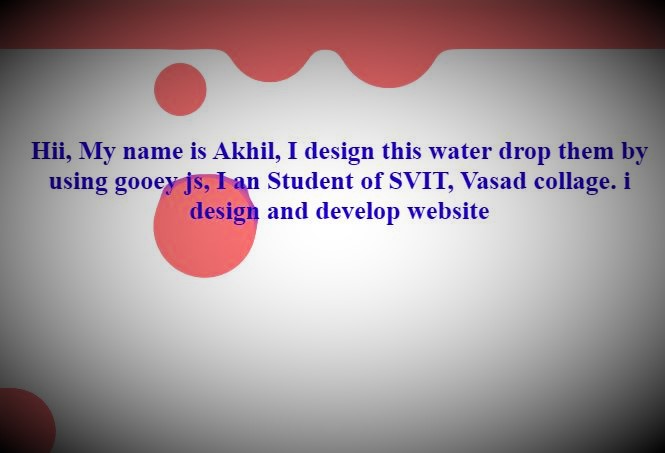 Hii, My name is Akhil, I design this water drop them by
using gooey js, I an Student of SVIT, Vasad collage. i
design and develop website